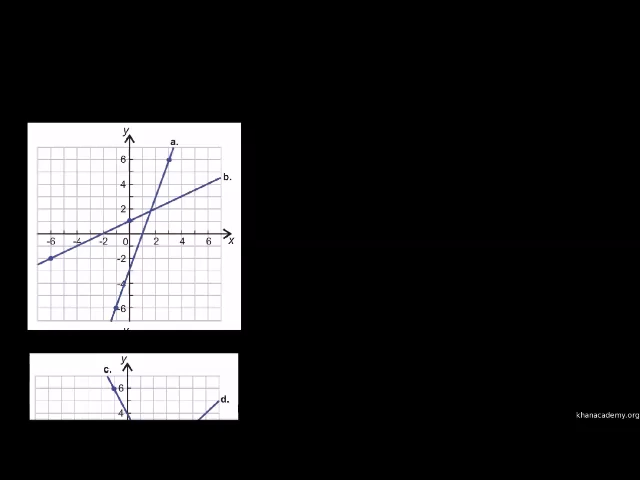 y
a.
6
b.
4
2
-6 -4 -2 0 2 4 6 x
-2
-4
-6
y
c.
6
d.
4
khanacademy.org